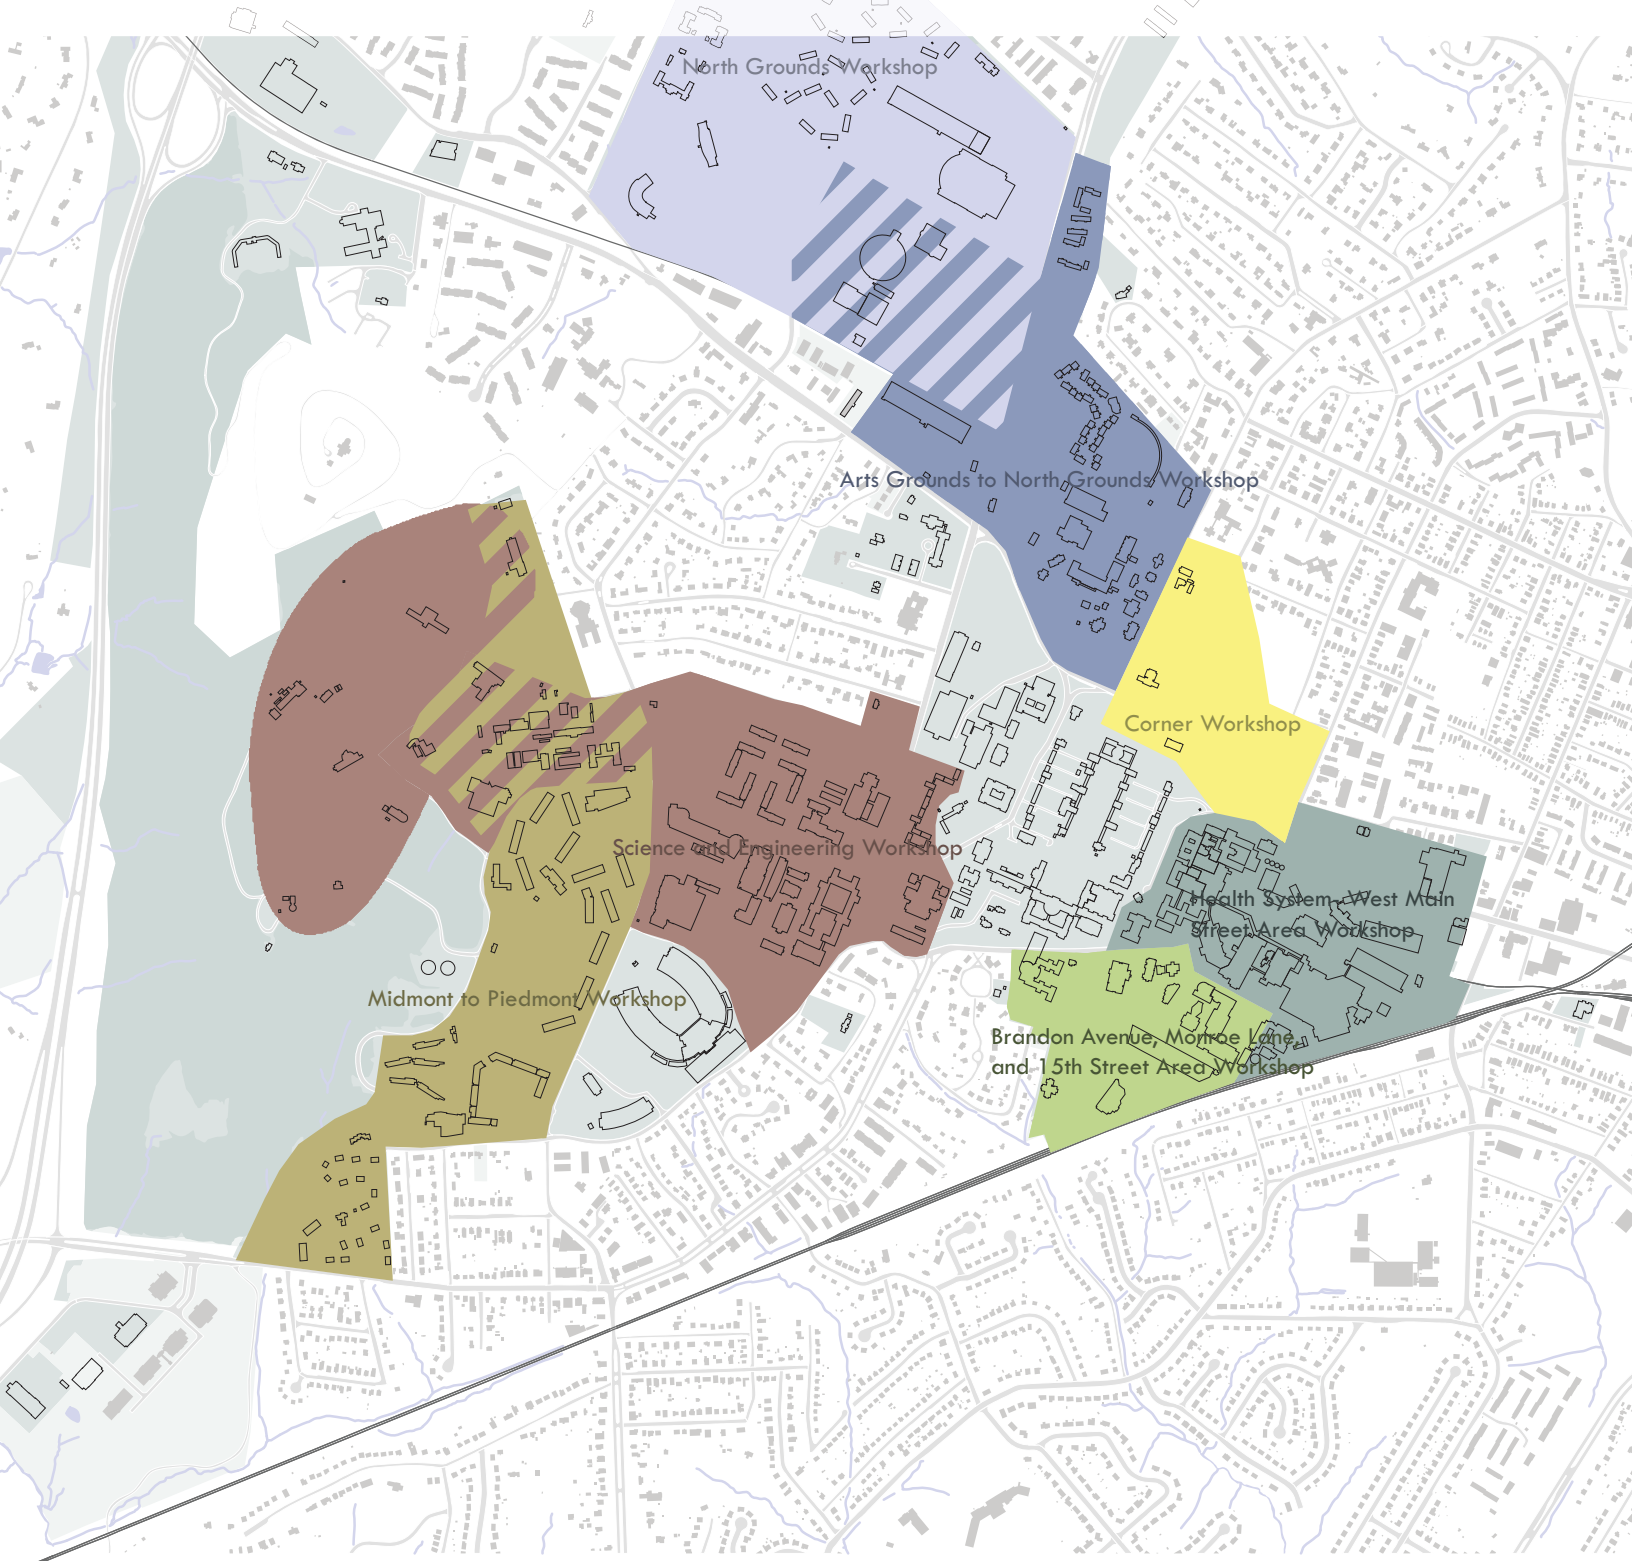 North Grounds Workshop
Arts Grounds to North Grounds Workshop
Corner Workshop
Science and Engineering Workshop
Health System- West Main
Street Area Workshop
Midmont to Piedmont Workshop
Brandon Avenue, Monroe Lane,
and 15th Street Area Workshop